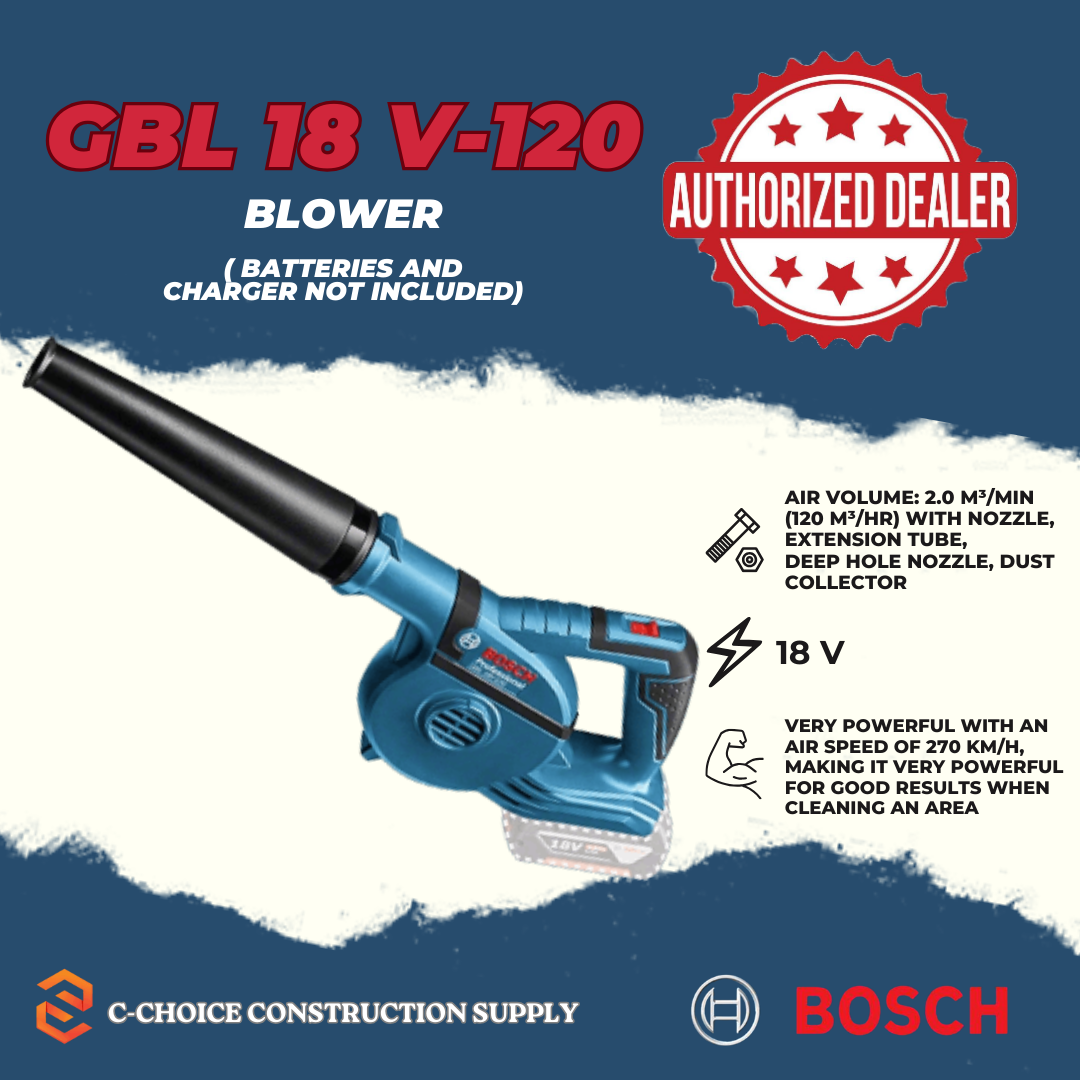 GBL 18 V-120
BLOWER
( BATTERIES AND
CHARGER NOT INCLUDED)
AUTHORIZED DEALER
AIR VOLUME: 2.0 M³/MIN
(120 M³/HR) WITH NOZZLE,
EXTENSION TUBE,
DEEP HOLE NOZZLE, DUST
COLLECTOR
18 V
VERY POWERFUL WITH AN
AIR SPEED OF 270 KM/H,
MAKING IT VERY POWERFUL
FOR GOOD RESULTS WHEN
CLEANING AN AREA
BOSCH
Professional
18V
C-CHOICE CONSTRUCTION SUPPLY
BOSCH